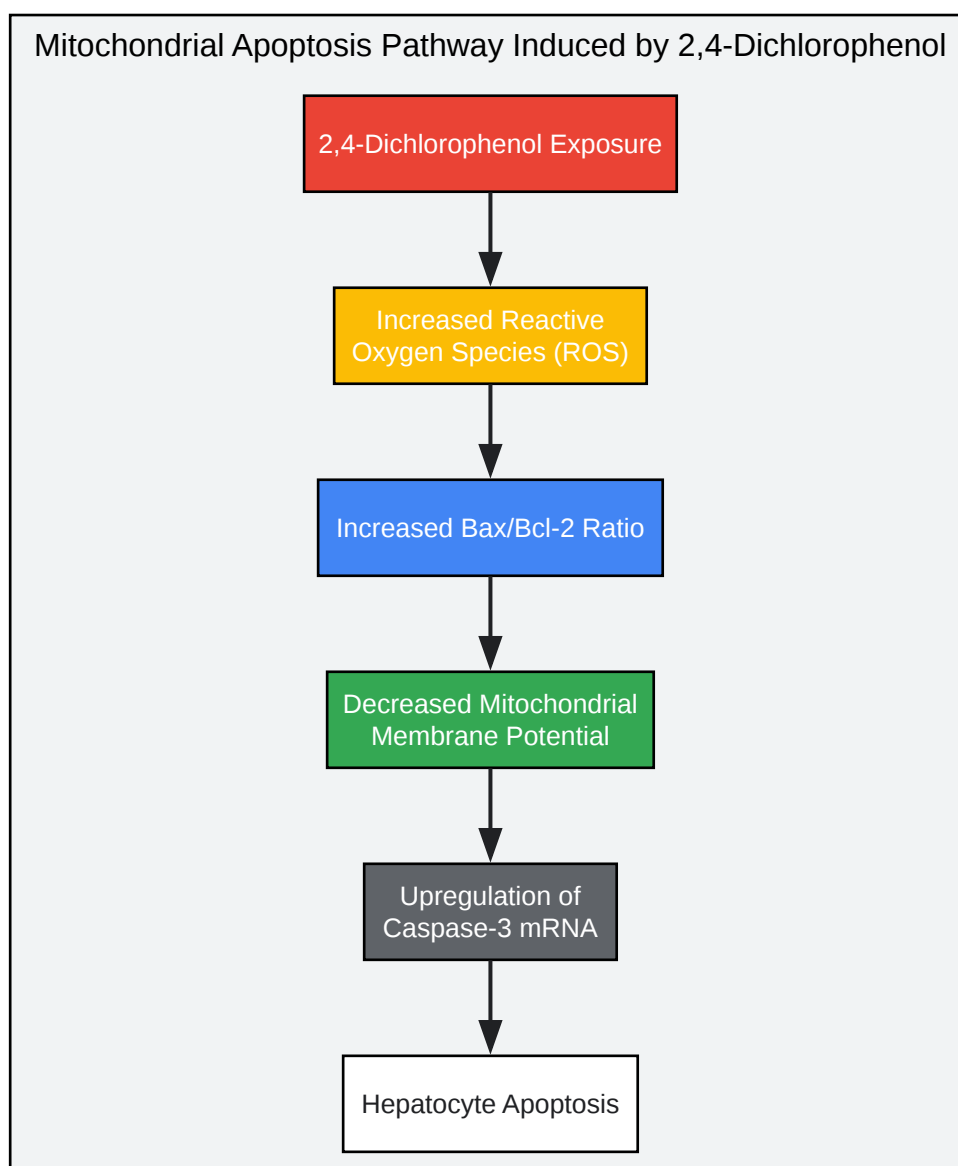 Mitochondrial Apoptosis Pathway Induced by 2,4-Dichlorophenol
2,4-Dichlorophenol Exposure
Increased Reactive
Oxygen Species (ROS)
Increased Bax/Bcl-2 Ratio
Decreased Mitochondrial
Membrane Potential
Upregulation of
Caspase-3 mRNA
Hepatocyte Apoptosis